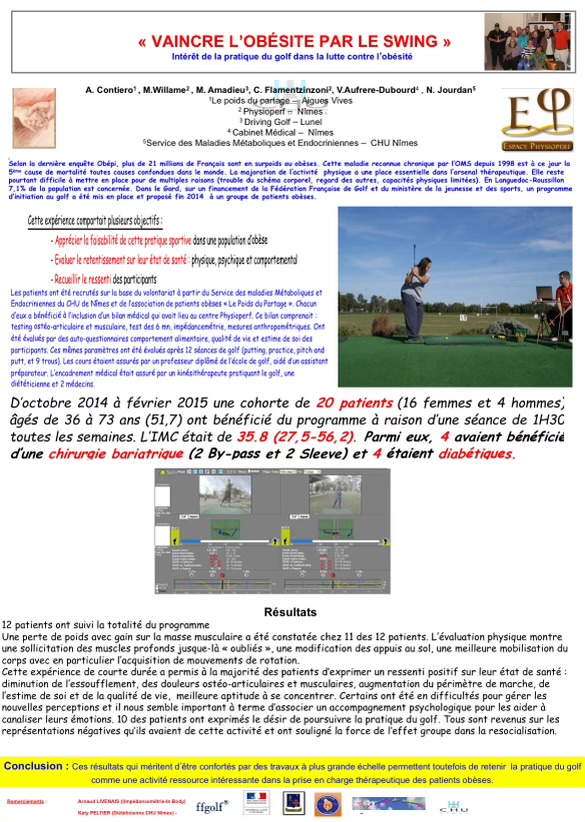 « VAINCRE L'OBÉSITE PAR LE SWING »
Intérêt de la pratique du golf dans la lutte contre l'obésité
A. Contiero¹ , M.Willame² , M. Amadieu³, C. Flamentzinzoni², V.Aufrere-Dubourd⁴ , N. Jourdan⁵
¹Le poids du partage – Aigues Vives
² Physioperf – Nîmes
³ Driving Golf – Lunel
⁴ Cabinet Médical – Nîmes
⁵Service des Maladies Métaboliques et Endocriniennes – CHU Nîmes
EΦ
ESPACE PHYSIOPERF
Selon la dernière enquête Obépi, plus de 21 millions de Français sont en surpoids ou obèses. Cette maladie reconnue chronique par l'OMS depuis 1998 est à ce jour la
5ème cause de mortalité toutes causes confondues dans le monde. La majoration de l'activité physique a une place essentielle dans l'arsenal thérapeutique. Elle reste
pourtant difficile à mettre en place pour de multiples raisons (trouble du schéma corporel, regard des autres, capacités physiques limitées). En Languedoc-Roussillon
7,1% de la population est concernée. Dans le Gard, sur un financement de la Fédération Française de Golf et du ministère de la jeunesse et des sports, un programme
d'initiation au golf a été mis en place et proposé fin 2014 à un groupe de patients obèses.
Cette expérience comportait plusieurs objectifs :
- Apprécier la faisabilité de cette pratique sportive dans une population d'obèse
- Evaluer le retentissement sur leur état de santé : physique, psychique et comportemental
- Recueillir le ressenti des participants
Les patients ont été recrutés sur la base du volontariat à partir du Service des maladies Métaboliques et
Endocriniennes du CHU de Nîmes et de l'association de patients obèses « Le Poids du Partage ». Chacun
d'eux a bénéficié à l'inclusion d'un bilan médical qui avait lieu au centre Physioperf. Ce bilan comprenait :
testing ostéo-articulaire et musculaire, test des 6 mn, impédancemétrie, mesures anthropométriques. Ont
été évalués par des auto-questionnaires comportement alimentaire, qualité de vie et estime de soi des
participants. Ces mêmes paramètres ont été évalués après 12 séances de golf (putting, practice, pitch and
putt, et 9 trous). Les cours étaient assurés par un professeur diplômé de l'école de golf, aidé d'un assistant
préparateur. L'encadrement médical était assuré par un kinésithérapeute pratiquant le golf, une
diététicienne et 2 médecins.
D'octobre 2014 à février 2015 une cohorte de 20 patients (16 femmes et 4 hommes)
âgés de 36 à 73 ans (51,7) ont bénéficié du programme à raison d'une séance de 1H30
toutes les semaines. L'IMC était de 35.8 (27,5-56,2). Parmi eux, 4 avaient bénéficié
d'une chirurgie bariatrique (2 By-pass et 2 Sleeve) et 4 étaient diabétiques.
Résultats
12 patients ont suivi la totalité du programme
Une perte de poids avec gain sur la masse musculaire a été constatée chez 11 des 12 patients. L'évaluation physique montre
une sollicitation des muscles profonds jusque-là « oubliés », une modification des appuis au sol, une meilleure mobilisation du
corps avec en particulier l'acquisition de mouvements de rotation.
Cette expérience de courte durée a permis à la majorité des patients d'exprimer un ressenti positif sur leur état de santé :
diminution de l'essoufflement, des douleurs ostéo-articulaires et musculaires, augmentation du périmètre de marche, de
l'estime de soi et de la qualité de vie, meilleure aptitude à se concentrer. Certains ont été en difficultés pour gérer les
nouvelles perceptions et il nous semble important à terme d'associer un accompagnement psychologique pour les aider à
canaliser leurs émotions. 10 des patients ont exprimés le désir de poursuivre la pratique du golf. Tous sont revenus sur les
représentations négatives qu'ils avaient de cette activité et ont souligné la force de l'effet groupe dans la resocialisation.
Conclusion : Ces résultats qui méritent d'être confortés par des travaux à plus grande échelle permettent toutefois de retenir la pratique du golf
comme une activité ressource intéressante dans la prise en charge thérapeutique des patients obèses.
Remerciements : Arnaud LIVENAIS (Impédancemétrie-In Body)
Katy PELTIER (Diététicienne CHU Nîmes) -
ffgolf®
CHU